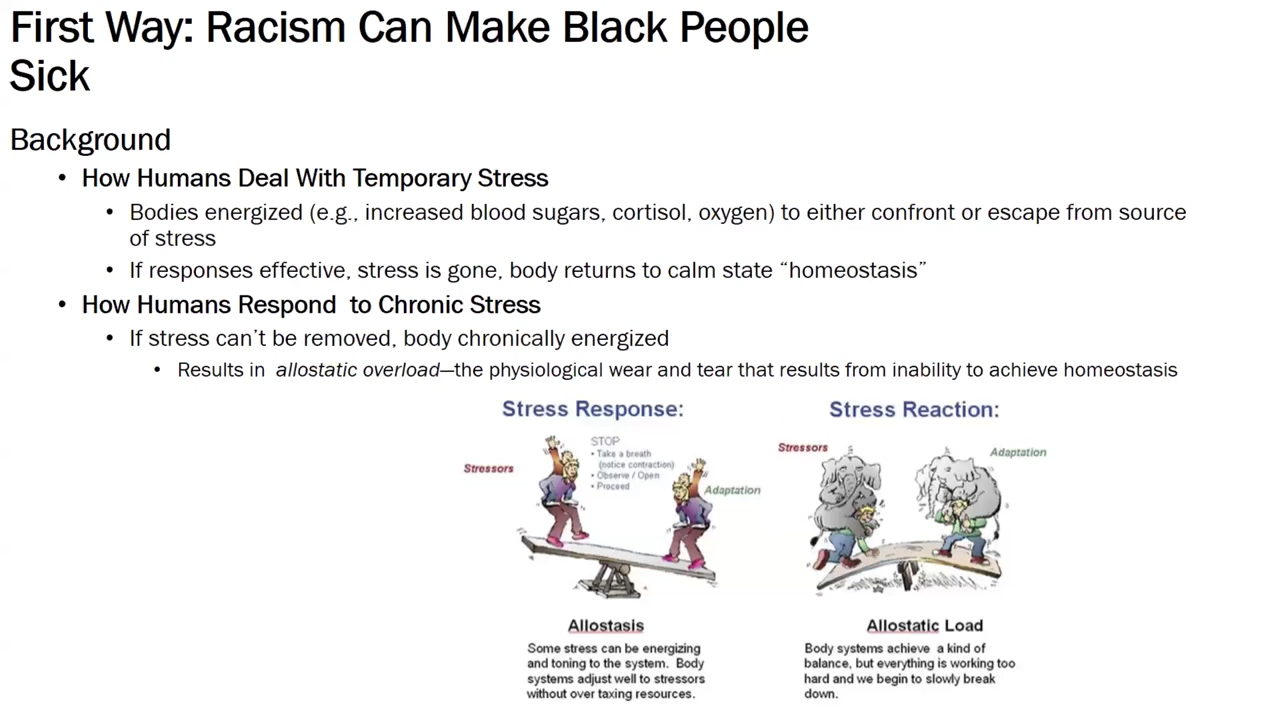 First Way: Racism Can Make Black People
Sick
Background
• How Humans Deal With Temporary Stress
• Bodies energized (e.g., increased blood sugars, cortisol, oxygen) to either confront or escape from source
of stress
• If responses effective, stress is gone, body returns to calm state “homeostasis”
• How Humans Respond  to Chronic Stress
• If stress can’t be removed, body chronically energized
• Results in  allostatic overload—the physiological wear and tear that results from inability to achieve homeostasis
Stress Response:
STOP
• Take a breath
(notice contraction)
• Observe / Open
• Proceed
Stressors
Adaptation
Allostasis
Some stress can be energizing
and toning to the system.  Body
systems adjust well to stressors
without over taxing resources.
Stress Reaction:
Stressors
Adaptation
Allostatic Load
Body systems achieve  a kind of
balance, but everything is working too
hard and we begin to slowly break
down.